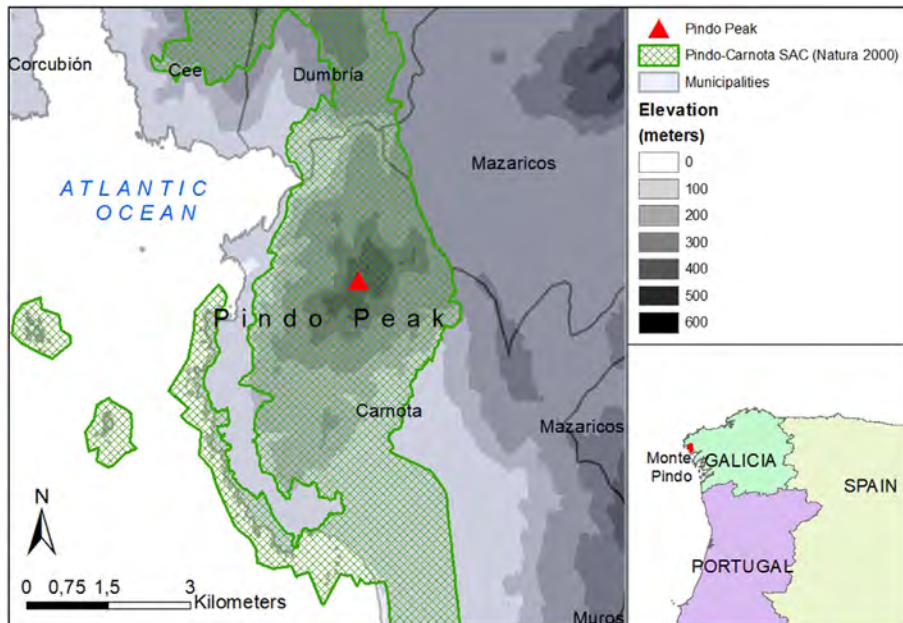 Corcubión
Cee
Dumbría
Mazaricos
ATLANTIC
OCEAN
Pindo Peak
Carnota
Mazaricos
Muros
N
0 0,75 1,5 3
Kilometers
Pindo Peak
Pindo-Carnota SAC (Natura 2000)
Municipalities
Elevation
(meters)
0
100
200
300
400
500
600
Monte
Pindo
GALICIA
SPAIN
PORTUGAL